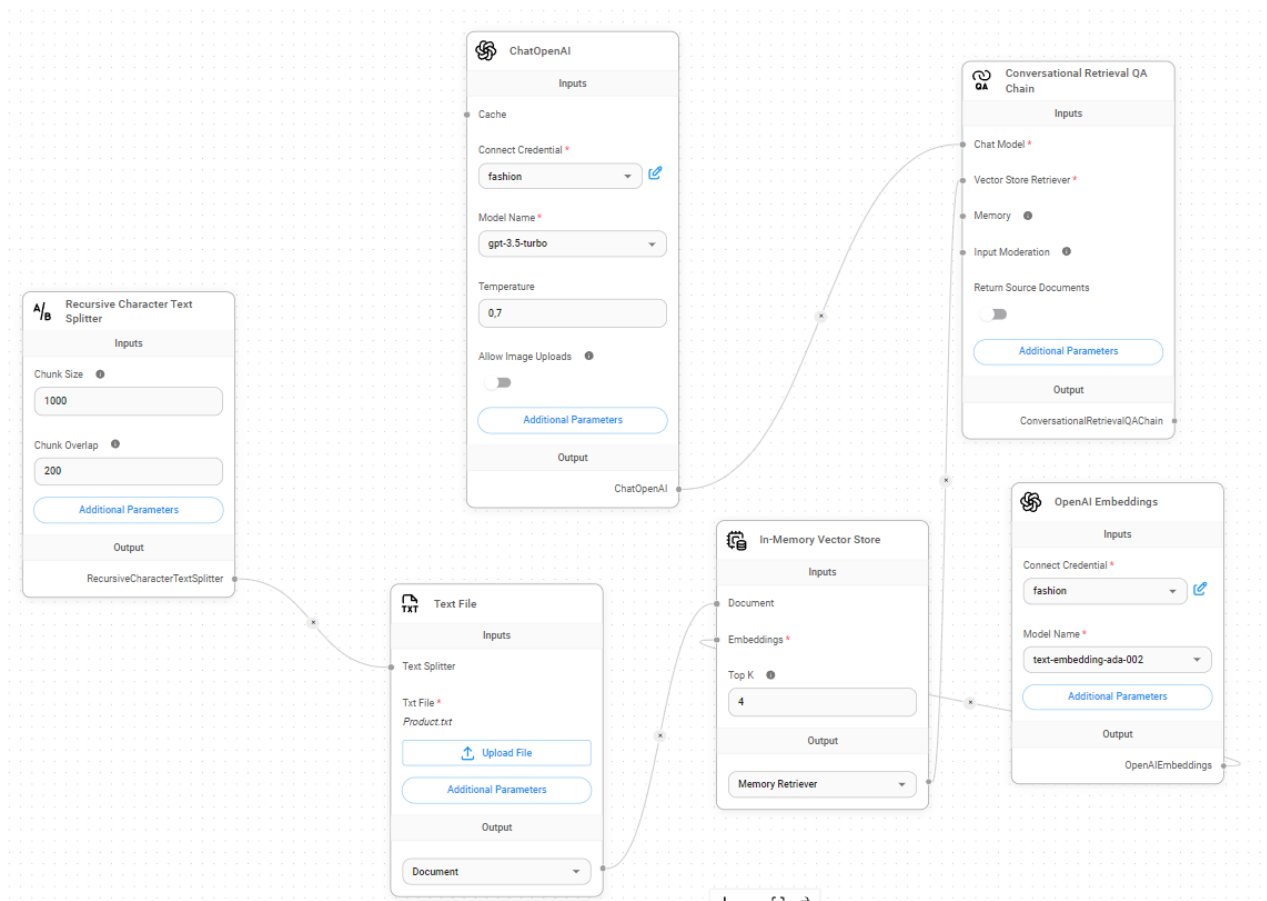 ChatOpenAI
Inputs
Cache
Connect Credential *
fashion
Model Name *
gpt-3.5-turbo
Temperature
0,7
Allow Image Uploads
Additional Parameters
Output
ChatOpenAI
Conversational Retrieval QA
Chain
QA
Inputs
Chat Model *
Vector Store Retriever *
Memory
Input Moderation
Return Source Documents
Additional Parameters
Output
ConversationalRetrievalQAChain
A/B
Recursive Character Text
Splitter
Inputs
Chunk Size
1000
Chunk Overlap
200
Additional Parameters
Output
RecursiveCharacterTextSplitter
TXT
Text File
Inputs
Text Splitter
Txt File *
Product.txt
Upload File
Additional Parameters
Output
Document
In-Memory Vector Store
Inputs
Document
Embeddings *
Top K
4
Output
Memory Retriever
OpenAI Embeddings
Inputs
Connect Credential *
fashion
Model Name *
text-embedding-ada-002
Additional Parameters
Output
OpenAIEmbeddings